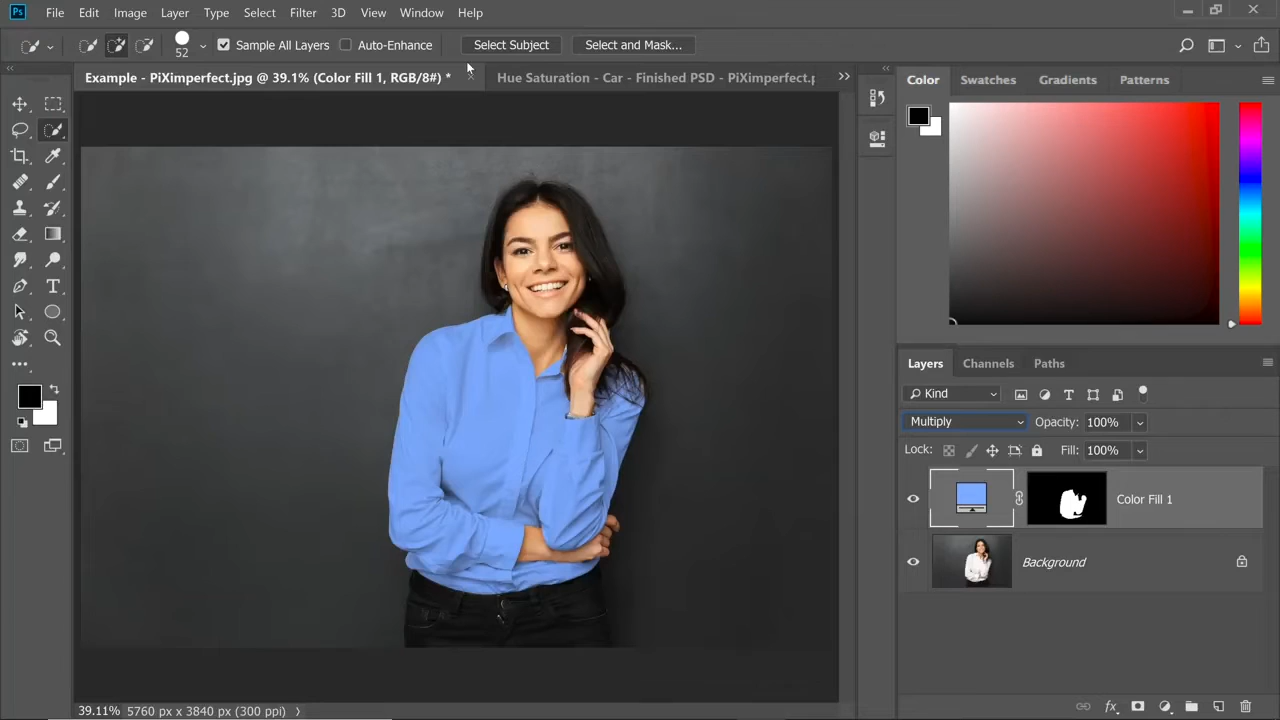 Ps File Edit Image Layer Type Select Filter 3D View Window Help
52 Sample All Layers Auto-Enhance Select Subject Select and Mask...
Example - PiXimperfect.jpg @ 39.1% (Color Fill 1, RGB/8#) * Hue Saturation - Car - Finished PSD - PiXimperfect.p
Color Swatches Gradients Patterns
Layers Channels Paths
Kind
Multiply Opacity: 100%
Lock: Fill: 100%
Color Fill 1
Background
39.11% 5760 px x 3840 px (300 ppi)